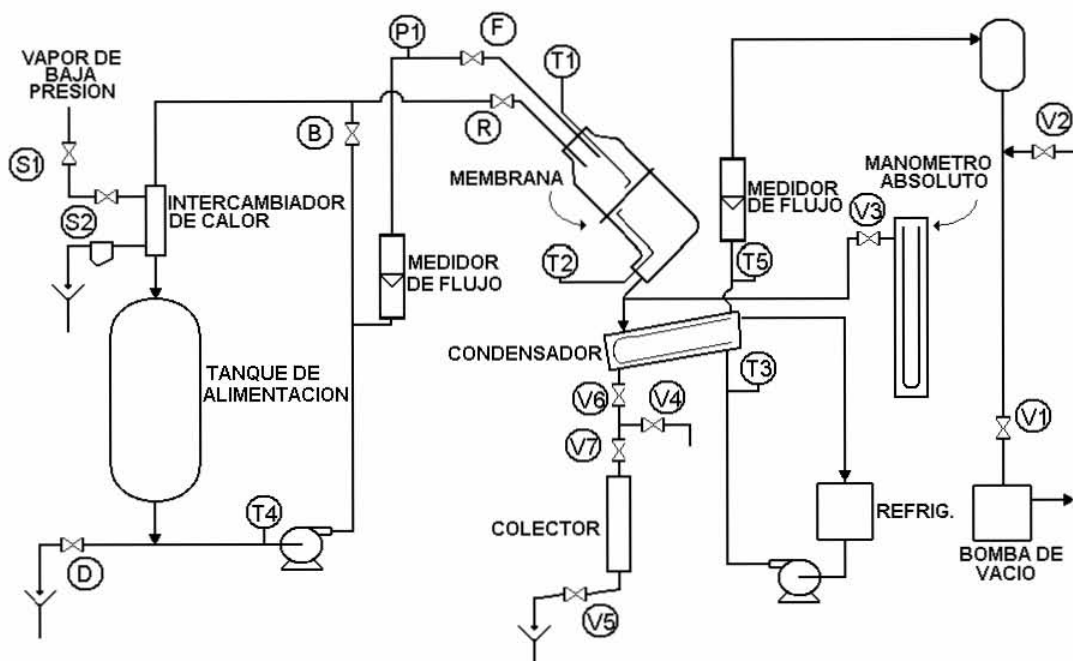 P1
F
VAPOR DE
BAJA
PRESION
T1
B
R
V2
S1
MANOMETRO
ABSOLUTO
MEMBRANA
MEDIDOR
DE FLUJO
V3
INTERCAMBIADOR
DE CALOR
S2
MEDIDOR
DE FLUJO
T2
T5
CONDENSADOR
TANQUE DE
ALIMENTACION
T3
V6
V4
V1
V7
T4
COLECTOR
REFRIG.
BOMBA DE
VACIO
D
V5